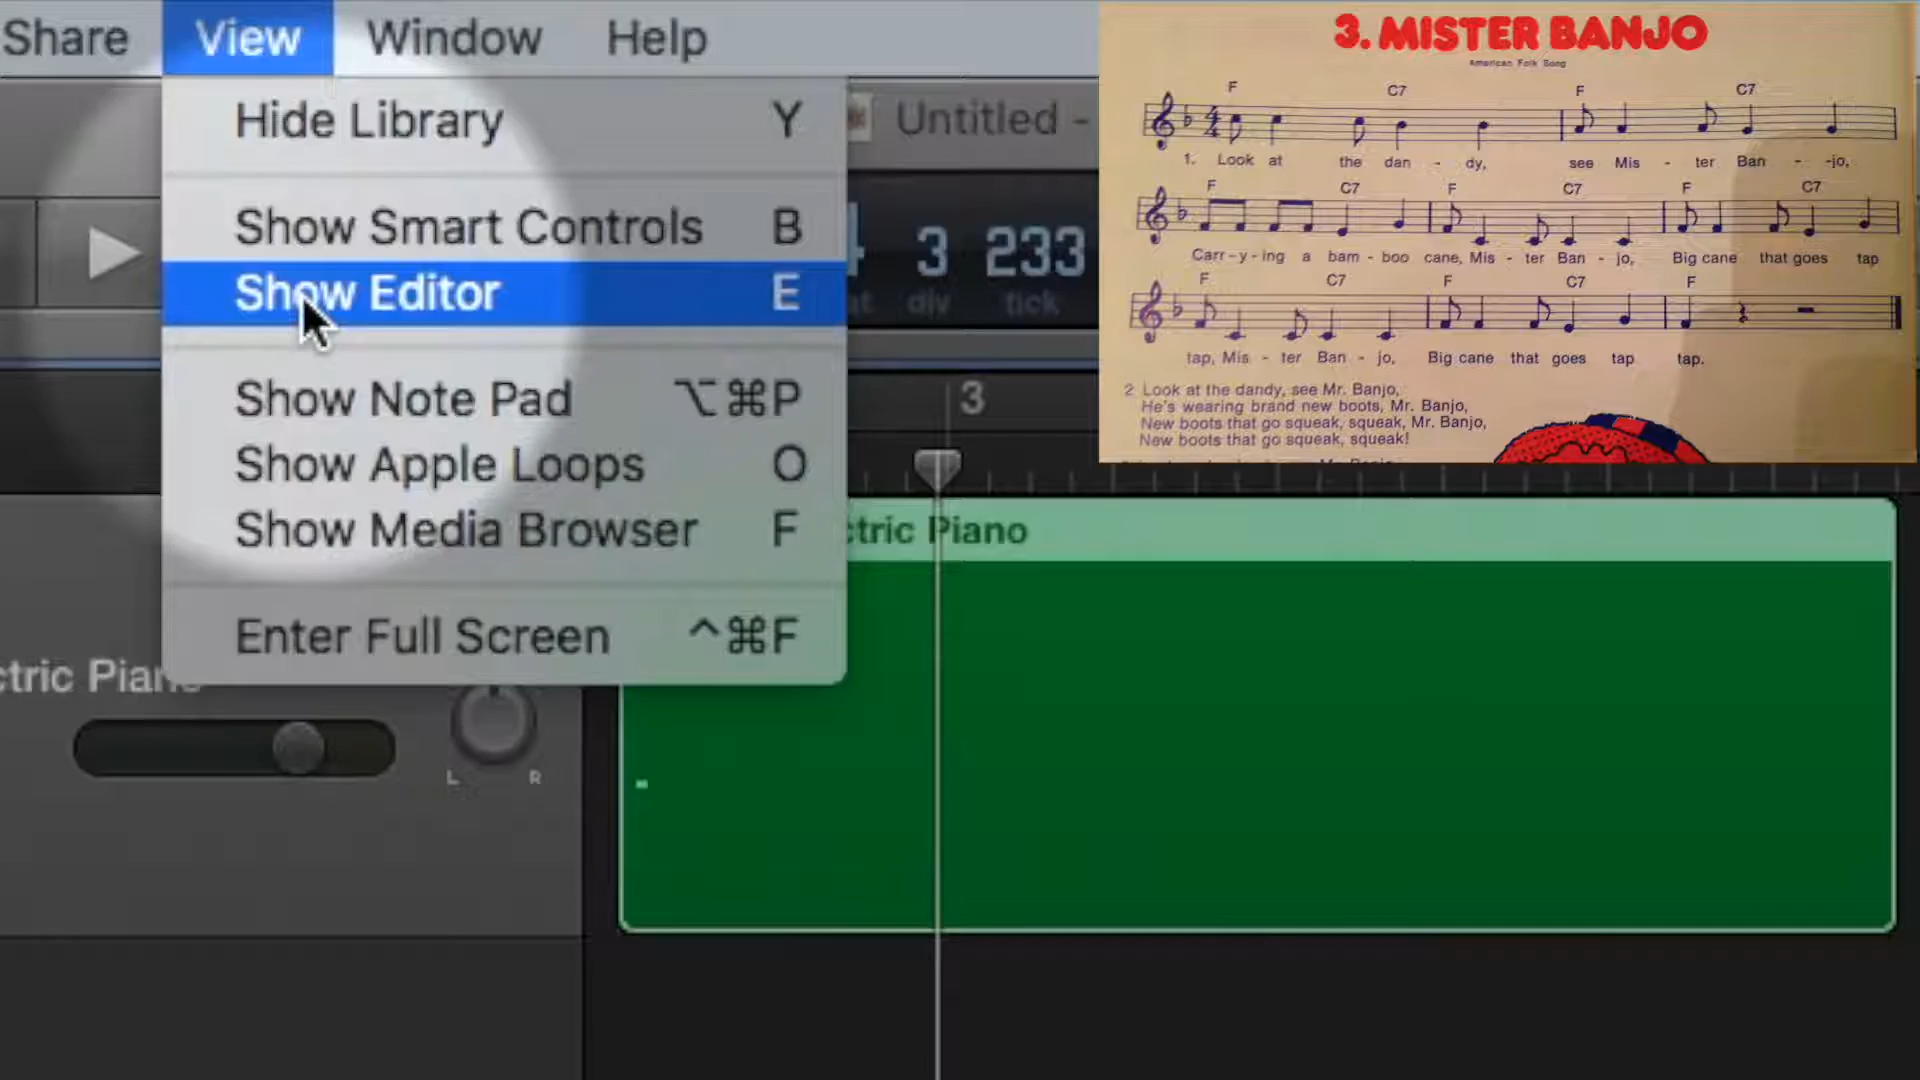 Share View Window Help
Hide Library Y
Show Smart Controls B
Show Editor E
Show Note Pad ⌥⌘P
Show Apple Loops O
Show Media Browser F
Enter Full Screen ^⌘F
Untitled -
3 233
div tick
3
ctric Piano
ctric Pian
L R
3. MISTER BANJO
American Folk Song
F C7 F C7
4
4
1. Look at the dan - dy, see Mis - ter Ban - -jo,
F C7 F C7 F C7
Carr-y-ing a bam-boo cane, Mis - ter Ban - jo, Big cane that goes tap
F C7 F C7 F
tap, Mis - ter Ban - jo, Big cane that goes tap tap.
2 Look at the dandy, see Mr. Banjo,
He's wearing brand new boots, Mr. Banjo,
New boots that go squeak, squeak, Mr. Banjo,
New boots that go squeak, squeak!